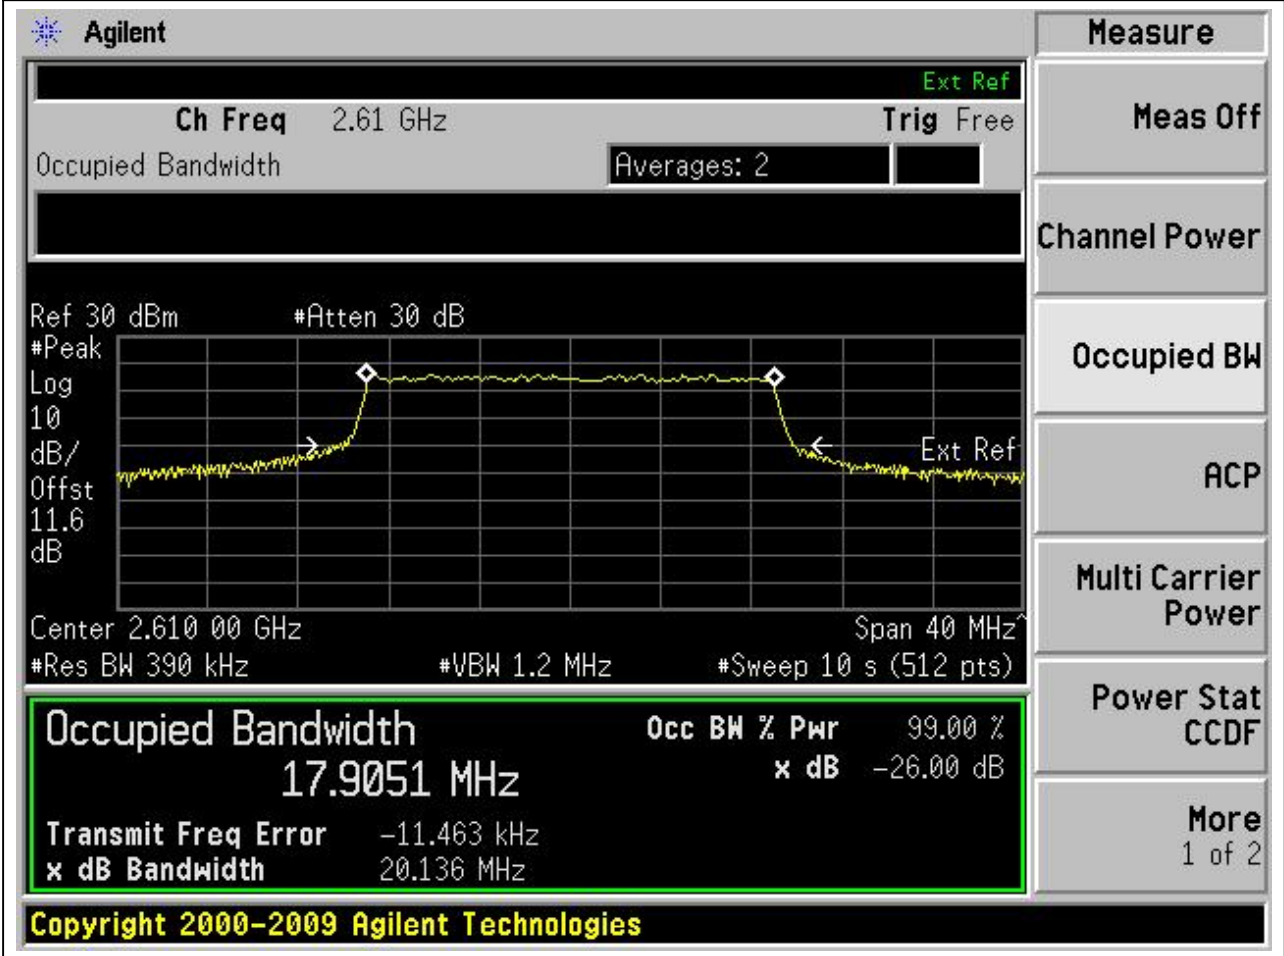 Agilent
Measure
Ext Ref
Ch Freq 2.61 GHz Trig Free
Occupied Bandwidth Averages: 2
Ref 30 dBm #Atten 30 dB
#Peak
Log
10
dB/
Offst
11.6
dB
Ext Ref
Center 2.610 00 GHz Span 40 MHz^
#Res BW 390 kHz #VBW 1.2 MHz #Sweep 10 s (512 pts)
Occupied Bandwidth
17.9051 MHz
Occ BW % Pwr 99.00 %
x dB -26.00 dB
Transmit Freq Error -11.463 kHz
x dB Bandwidth 20.136 MHz
Copyright 2000-2009 Agilent Technologies
Meas Off
Channel Power
Occupied BW
ACP
Multi Carrier
Power
Power Stat
CCDF
More
1 of 2